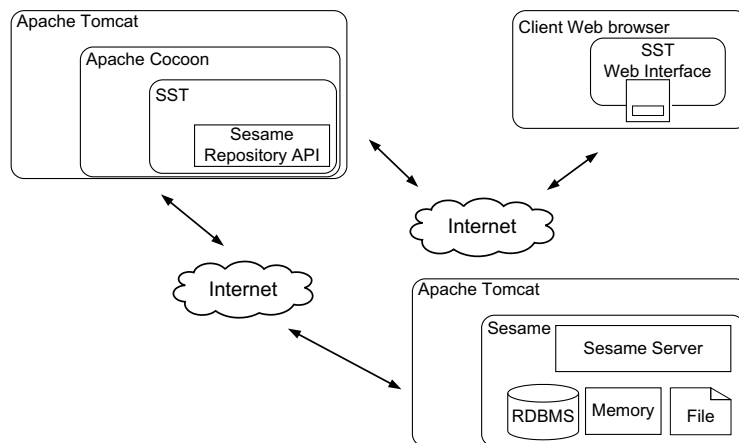 Apache Tomcat
Apache Cocoon
SST
Sesame
Repository API
Client Web browser
SST
Web Interface
Internet
Internet
Apache Tomcat
Sesame
Sesame Server
RDBMS
Memory
File